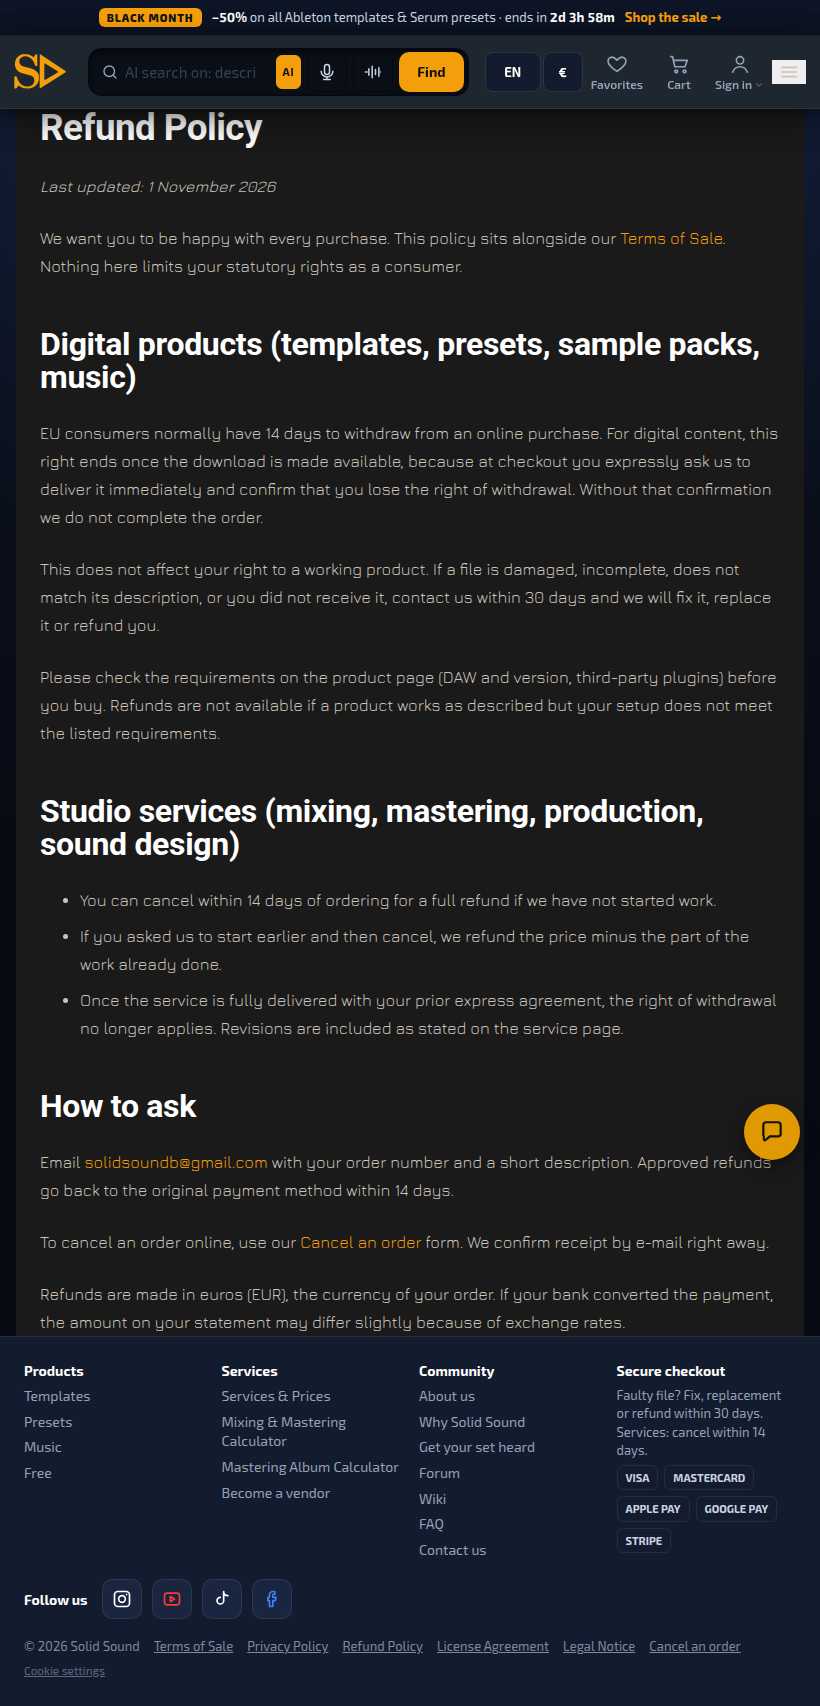 BLACK MONTH −50% on all Ableton templates & Serum presets · ends in 2d 3h 58m Shop the sale →
AI search on: descri AI Find EN € Favorites Cart Sign in
Refund Policy
Last updated: 1 November 2026
We want you to be happy with every purchase. This policy sits alongside our Terms of Sale.
Nothing here limits your statutory rights as a consumer.
Digital products (templates, presets, sample packs,
music)
EU consumers normally have 14 days to withdraw from an online purchase. For digital content, this
right ends once the download is made available, because at checkout you expressly ask us to
deliver it immediately and confirm that you lose the right of withdrawal. Without that confirmation
we do not complete the order.
This does not affect your right to a working product. If a file is damaged, incomplete, does not
match its description, or you did not receive it, contact us within 30 days and we will fix it, replace
it or refund you.
Please check the requirements on the product page (DAW and version, third-party plugins) before
you buy. Refunds are not available if a product works as described but your setup does not meet
the listed requirements.
Studio services (mixing, mastering, production,
sound design)
• You can cancel within 14 days of ordering for a full refund if we have not started work.
• If you asked us to start earlier and then cancel, we refund the price minus the part of the
work already done.
• Once the service is fully delivered with your prior express agreement, the right of withdrawal
no longer applies. Revisions are included as stated on the service page.
How to ask
Email solidsoundb@gmail.com with your order number and a short description. Approved refunds
go back to the original payment method within 14 days.
To cancel an order online, use our Cancel an order form. We confirm receipt by e-mail right away.
Refunds are made in euros (EUR), the currency of your order. If your bank converted the payment,
the amount on your statement may differ slightly because of exchange rates.
Products
Templates
Presets
Music
Free
Services
Services & Prices
Mixing & Mastering
Calculator
Mastering Album Calculator
Become a vendor
Community
About us
Why Solid Sound
Get your set heard
Forum
Wiki
FAQ
Contact us
Secure checkout
Faulty file? Fix, replacement
or refund within 30 days.
Services: cancel within 14
days.
VISA MASTERCARD
APPLE PAY GOOGLE PAY
STRIPE
Follow us
© 2026 Solid Sound Terms of Sale Privacy Policy Refund Policy License Agreement Legal Notice Cancel an order
Cookie settings